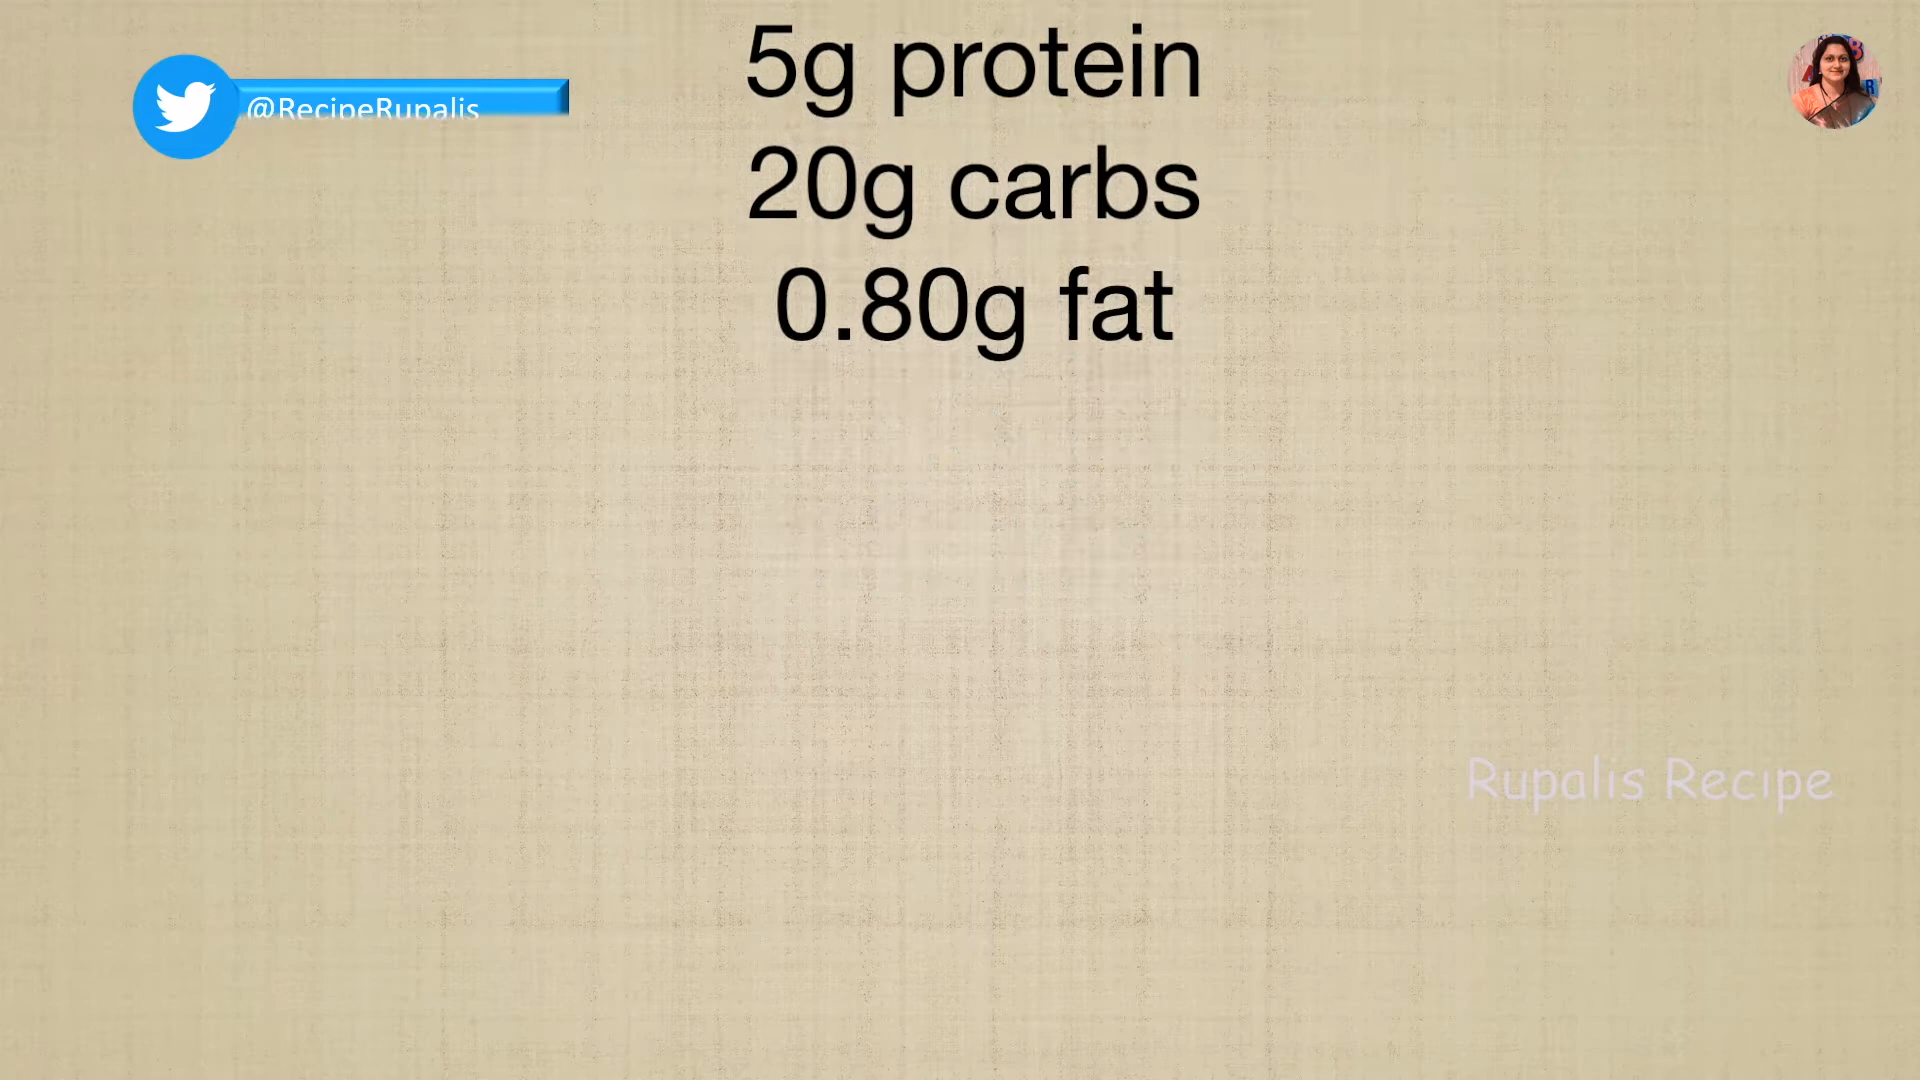 5g protein
@RecipeRupalis
20g carbs
0.80g fat
Rupalis Recipe